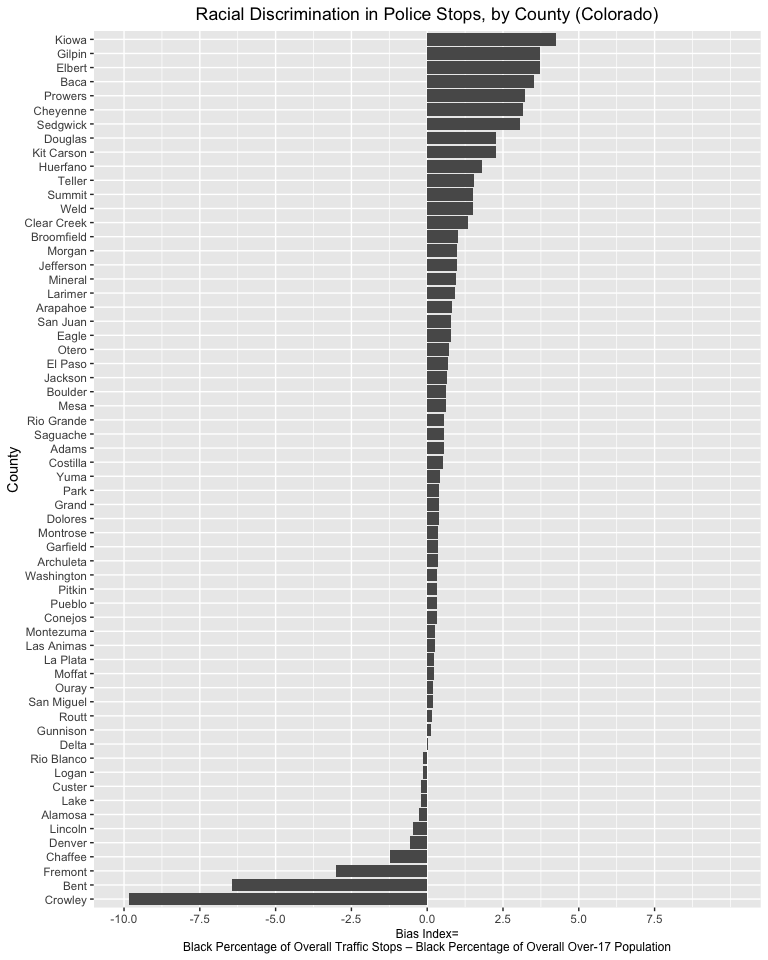 Racial Discrimination in Police Stops, by County (Colorado)
County
Kiowa
Gilpin
Elbert
Baca
Prowers
Cheyenne
Sedgwick
Douglas
Kit Carson
Huerfano
Teller
Summit
Weld
Clear Creek
Broomfield
Morgan
Jefferson
Mineral
Larimer
Arapahoe
San Juan
Eagle
Otero
El Paso
Jackson
Boulder
Mesa
Rio Grande
Saguache
Adams
Costilla
Yuma
Park
Grand
Dolores
Montrose
Garfield
Archuleta
Washington
Pitkin
Pueblo
Conejos
Montezuma
Las Animas
La Plata
Moffat
Ouray
San Miguel
Routt
Gunnison
Delta
Rio Blanco
Logan
Custer
Lake
Alamosa
Lincoln
Denver
Chaffee
Fremont
Bent
Crowley
-10.0 -7.5 -5.0 -2.5 0.0 2.5 5.0 7.5
Bias Index=
Black Percentage of Overall Traffic Stops – Black Percentage of Overall Over-17 Population